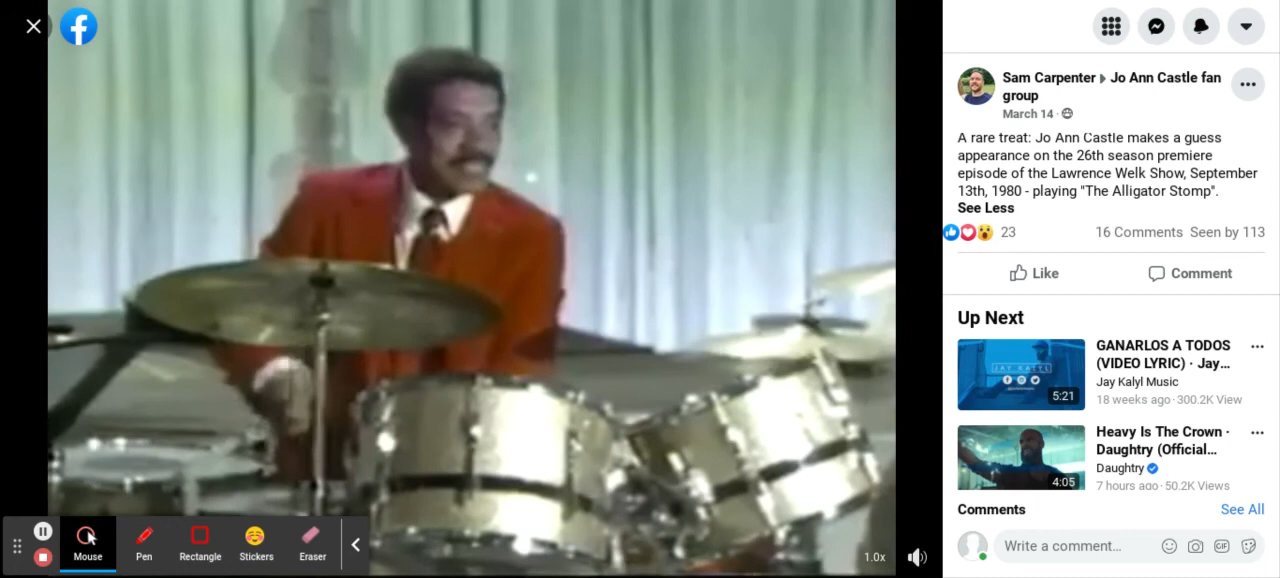 Sam Carpenter Jo Ann Castle fan
group
March 14 ·
A rare treat: Jo Ann Castle makes a guess
appearance on the 26th season premiere
episode of the Lawrence Welk Show, September
13th, 1980 - playing "The Alligator Stomp".
See Less
23 16 Comments Seen by 113
Like Comment
Up Next
GANARLOS A TODOS
(VIDEO LYRIC) · Jay...
Jay Kalyl Music
18 weeks ago · 300.2K View
JAY KALYL
5:21
Heavy Is The Crown ·
Daughtry (Official...
Daughtry
7 hours ago · 50.2K Views
4:05
Comments See All
Write a comment...
GIF
Mouse Pen Rectangle Stickers Eraser
1.0x